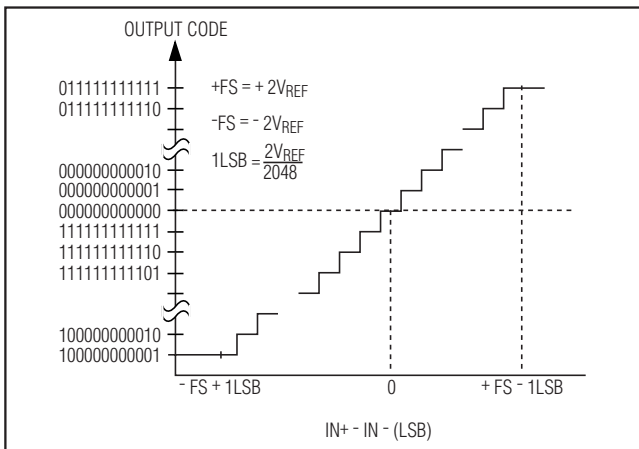 OUTPUT CODE
011111111111
011111111110
000000000010
000000000001
000000000000
111111111111
111111111110
111111111101
100000000010
100000000001
+FS = + 2VREF
-FS = - 2VREF
1LSB = 2VREF
2048
- FS + 1LSB
0
+ FS - 1LSB
IN+ - IN - (LSB)